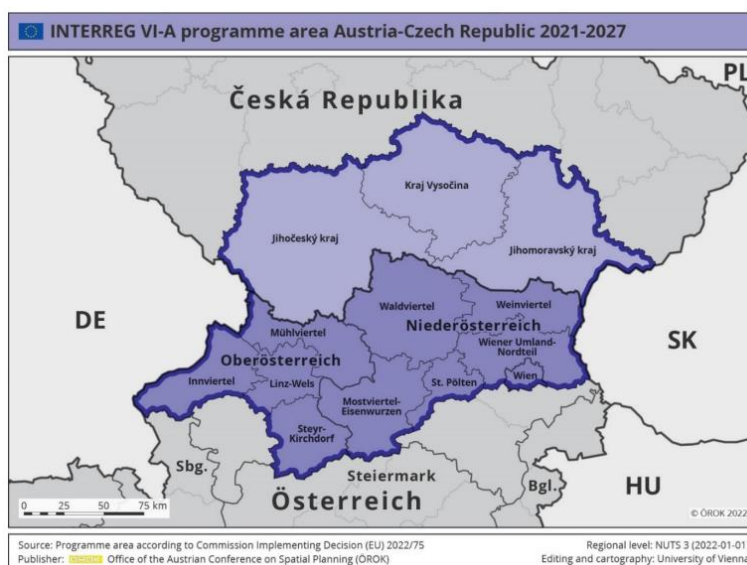 INTERREG VI-A programme area Austria-Czech Republic 2021-2027
PL
Česká Republika
Kraj Vysočina
Jihočeský kraj
Jihomoravský kraj
DE
Waldviertel
Weinviertel
Niederösterreich
Mühlviertel
Wiener Umland-
Nordteil
SK
Oberösterreich
Innviertel
Linz-Wels
St. Pölten
Wien
Mostviertel-
Eisenwurzen
Steyr-
Kirchdorf
Sbg.
Steiermark
Österreich
Bgl.
HU
0 25 50 75 km
© ÖROK 2022
Source: Programme area according to Commission Implementing Decision (EU) 2022/75
Regional level: NUTS 3 (2022-01-01)
Publisher: ÖROK Office of the Austrian Conference on Spatial Planning (ÖROK)
Editing and cartography: University of Vienna